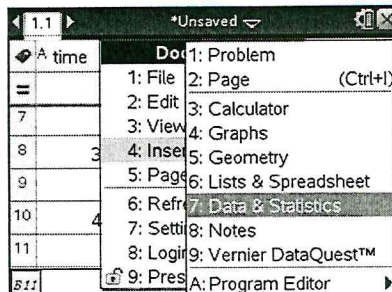 1.1 *Unsaved
A time
=
7
8
9
10
11
B11
3
4
Doc
1: File
2: Edit
3: View
4: Inser
5: Page
6: Refr
7: Setti
8: Login
9: Pres
1: Problem
2: Page (Ctrl+I)
3: Calculator
4: Graphs
5: Geometry
6: Lists & Spreadsheet
7: Data & Statistics
8: Notes
9: Vernier DataQuest™
A: Program Editor